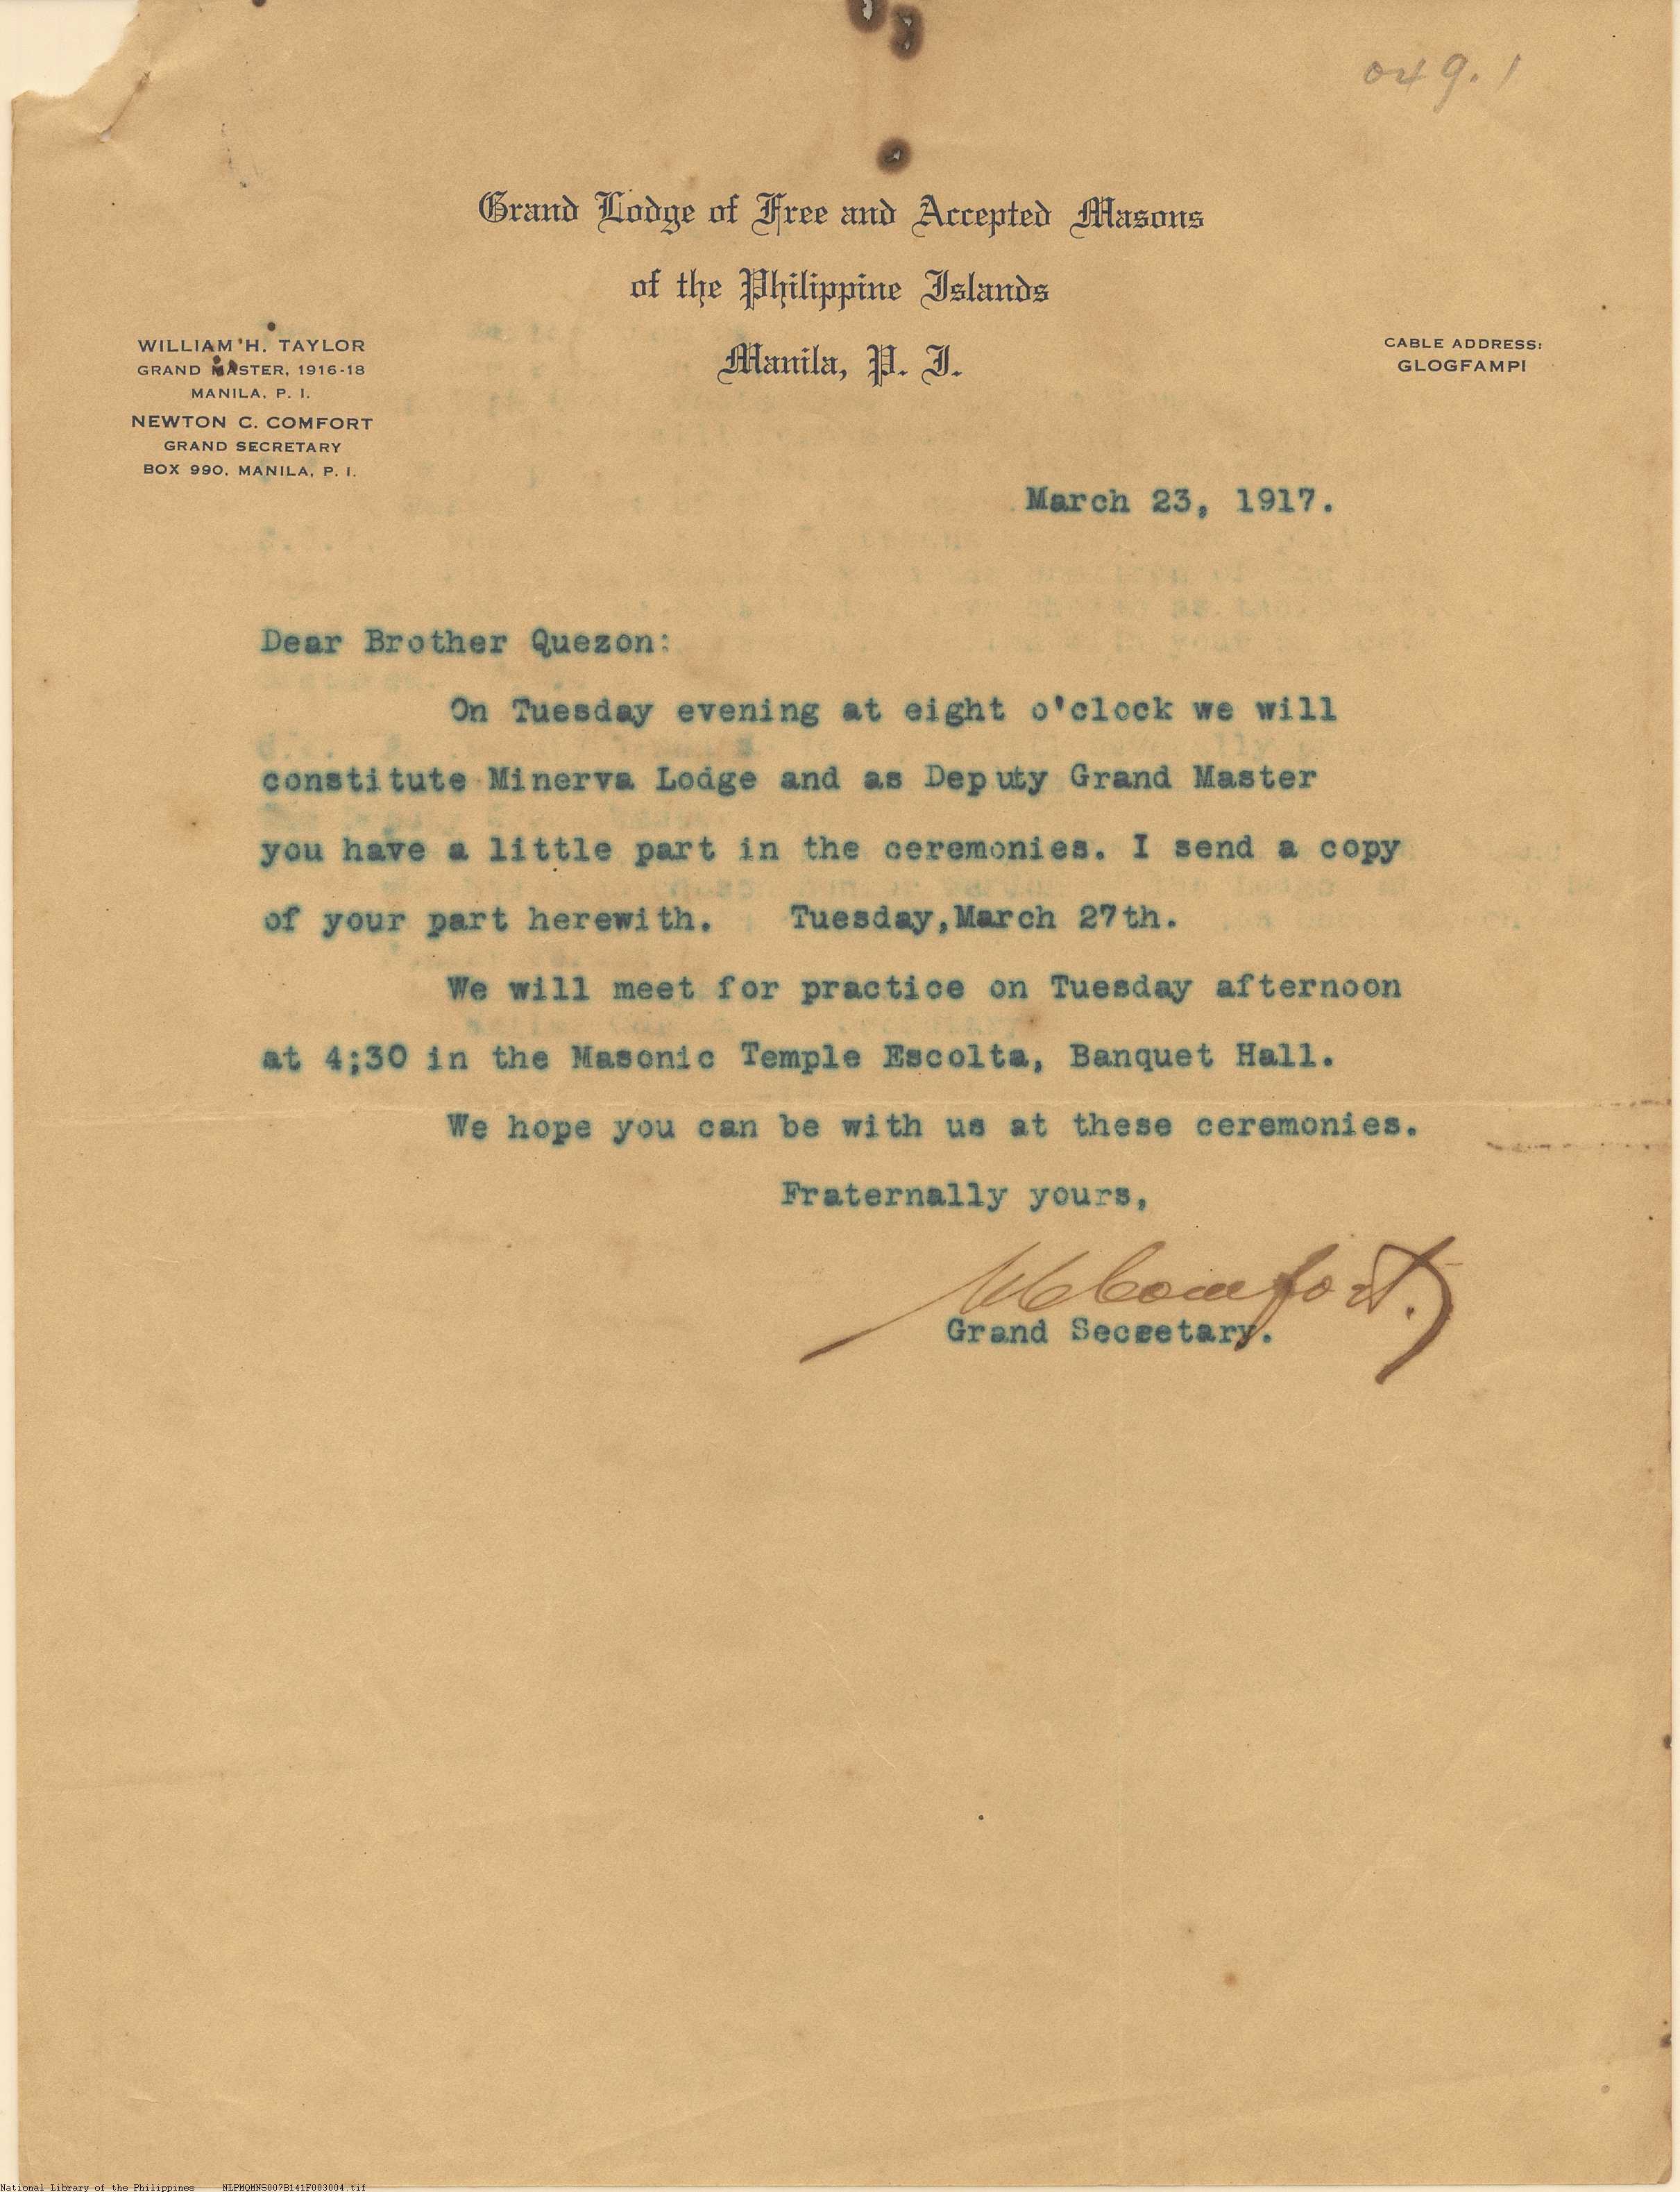 049.1
Grand Lodge of Free and Accepted Masons
of the Philippine Islands
Manila, P. I.
WILLIAM H. TAYLOR
GRAND MASTER, 1916-18
MANILA, P. I.
NEWTON C. COMFORT
GRAND SECRETARY
BOX 990, MANILA, P. I.
CABLE ADDRESS:
GLOGFAMPI
March 23, 1917.
Dear Brother Quezon:
On Tuesday evening at eight o'clock we will
constitute Minerva Lodge and as Deputy Grand Master
you have a little part in the ceremonies. I send a copy
of your part herewith. Tuesday,March 27th.
We will meet for practice on Tuesday afternoon
at 4;30 in the Masonic Temple Escolta, Banquet Hall.
We hope you can be with us at these ceremonies.
Fraternally yours,
NCComfort.
Grand Secretary.
National Library of the Philippines NLPMQMNS007B141F003004.tif